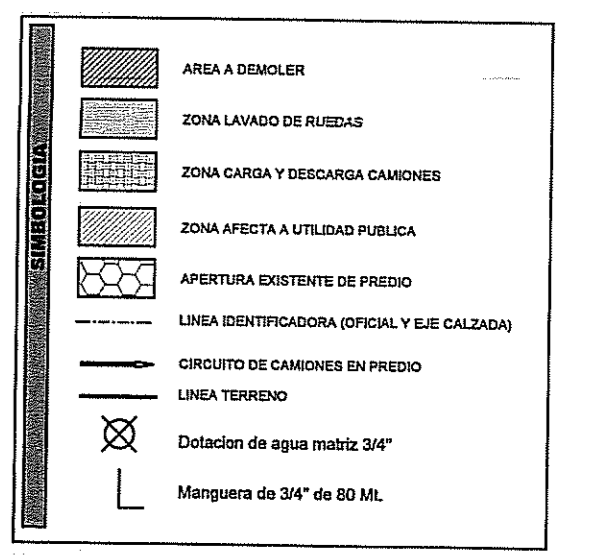 SIMBOLOGIA
AREA A DEMOLER
ZONA LAVADO DE RUEDAS
ZONA CARGA Y DESCARGA CAMIONES
ZONA AFECTA A UTILIDAD PUBLICA
APERTURA EXISTENTE DE PREDIO
LINEA IDENTIFICADORA (OFICIAL Y EJE CALZADA)
CIRCUITO DE CAMIONES EN PREDIO
LINEA TERRENO
Dotacion de agua matriz 3/4"
Manguera de 3/4" de 80 Mt.